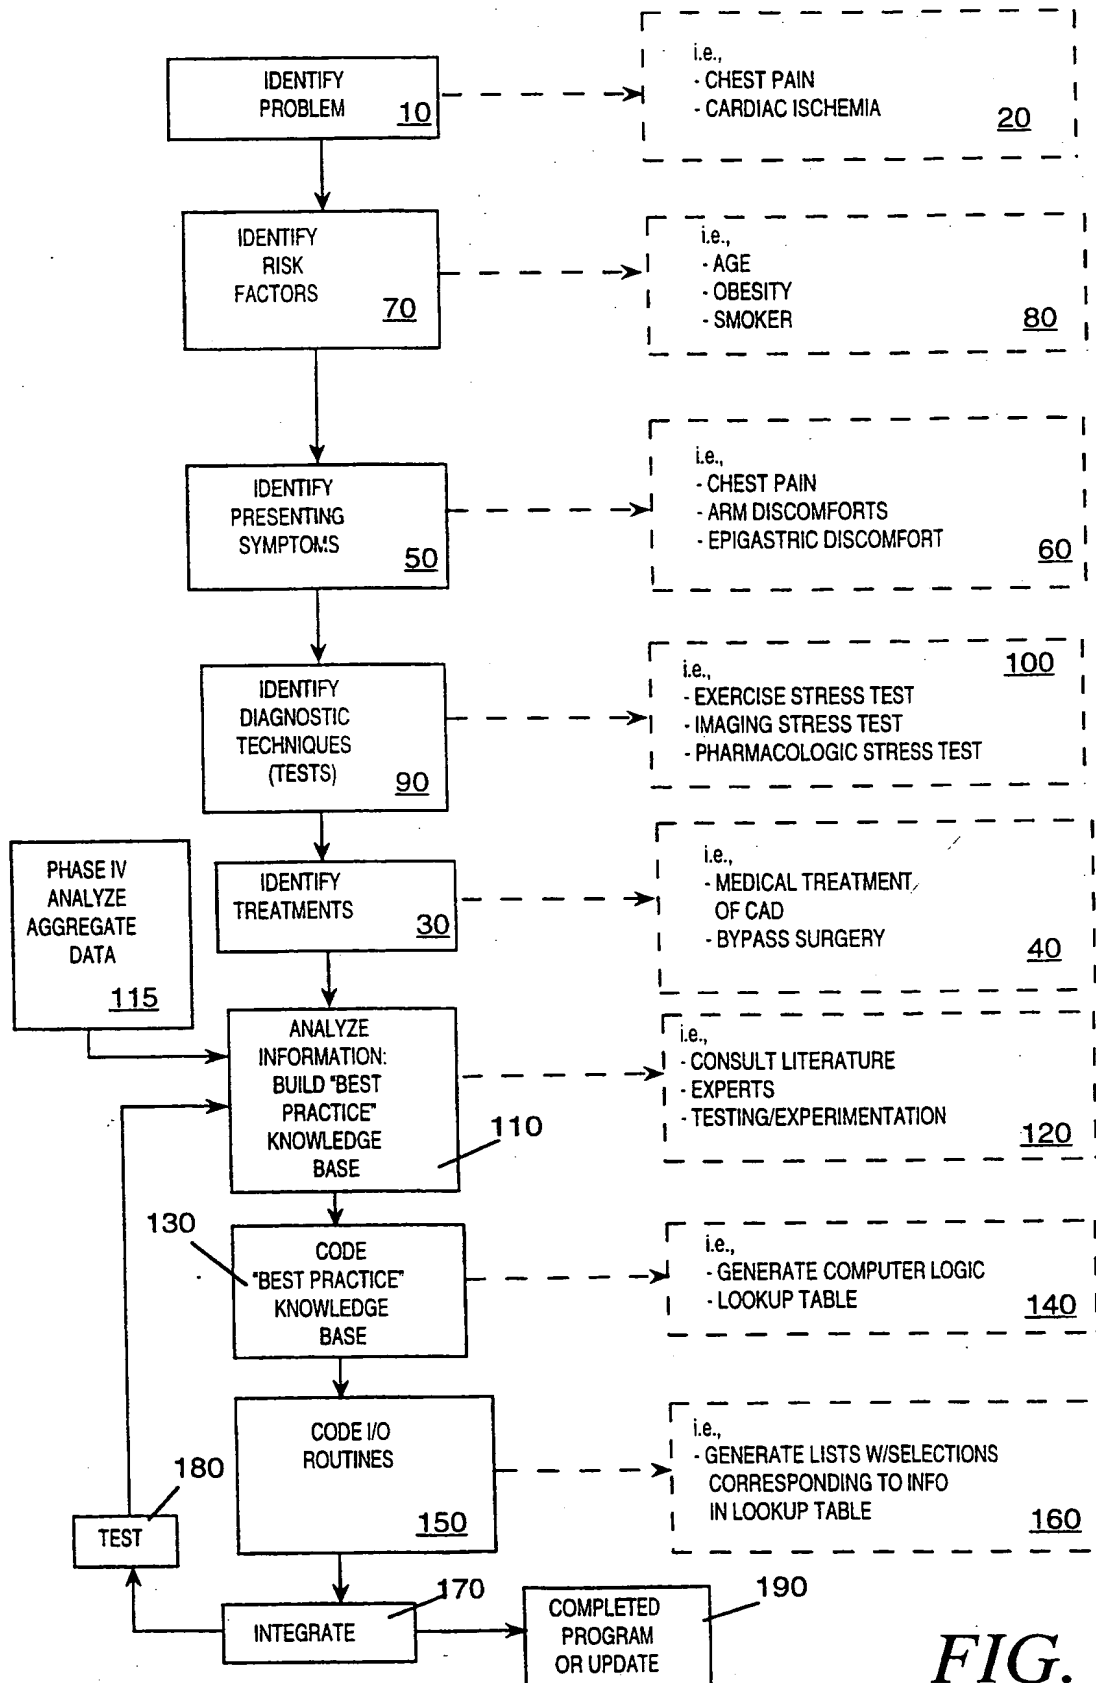 IDENTIFY
PROBLEM
10
i.e.,
- CHEST PAIN
- CARDIAC ISCHEMIA
20
IDENTIFY
RISK
FACTORS
70
i.e.,
- AGE
- OBESITY
- SMOKER
80
IDENTIFY
PRESENTING
SYMPTOMS
50
i.e.,
- CHEST PAIN
- ARM DISCOMFORTS
- EPIGASTRIC DISCOMFORT
60
IDENTIFY
DIAGNOSTIC
TECHNIQUES
(TESTS)
90
i.e.,
100
- EXERCISE STRESS TEST
- IMAGING STRESS TEST
- PHARMACOLOGIC STRESS TEST
PHASE IV
ANALYZE
AGGREGATE
DATA
115
IDENTIFY
TREATMENTS
30
i.e.,
- MEDICAL TREATMENT
OF CAD
- BYPASS SURGERY
40
ANALYZE
INFORMATION:
BUILD "BEST
PRACTICE"
KNOWLEDGE
BASE
110
i.e.,
- CONSULT LITERATURE
- EXPERTS
- TESTING/EXPERIMENTATION
120
130
CODE
"BEST PRACTICE"
KNOWLEDGE
BASE
i.e.,
- GENERATE COMPUTER LOGIC
- LOOKUP TABLE
140
CODE I/O
ROUTINES
150
i.e.,
- GENERATE LISTS W/SELECTIONS
CORRESPONDING TO INFO
IN LOOKUP TABLE
160
180
TEST
170
INTEGRATE
190
COMPLETED
PROGRAM
OR UPDATE
FIG.